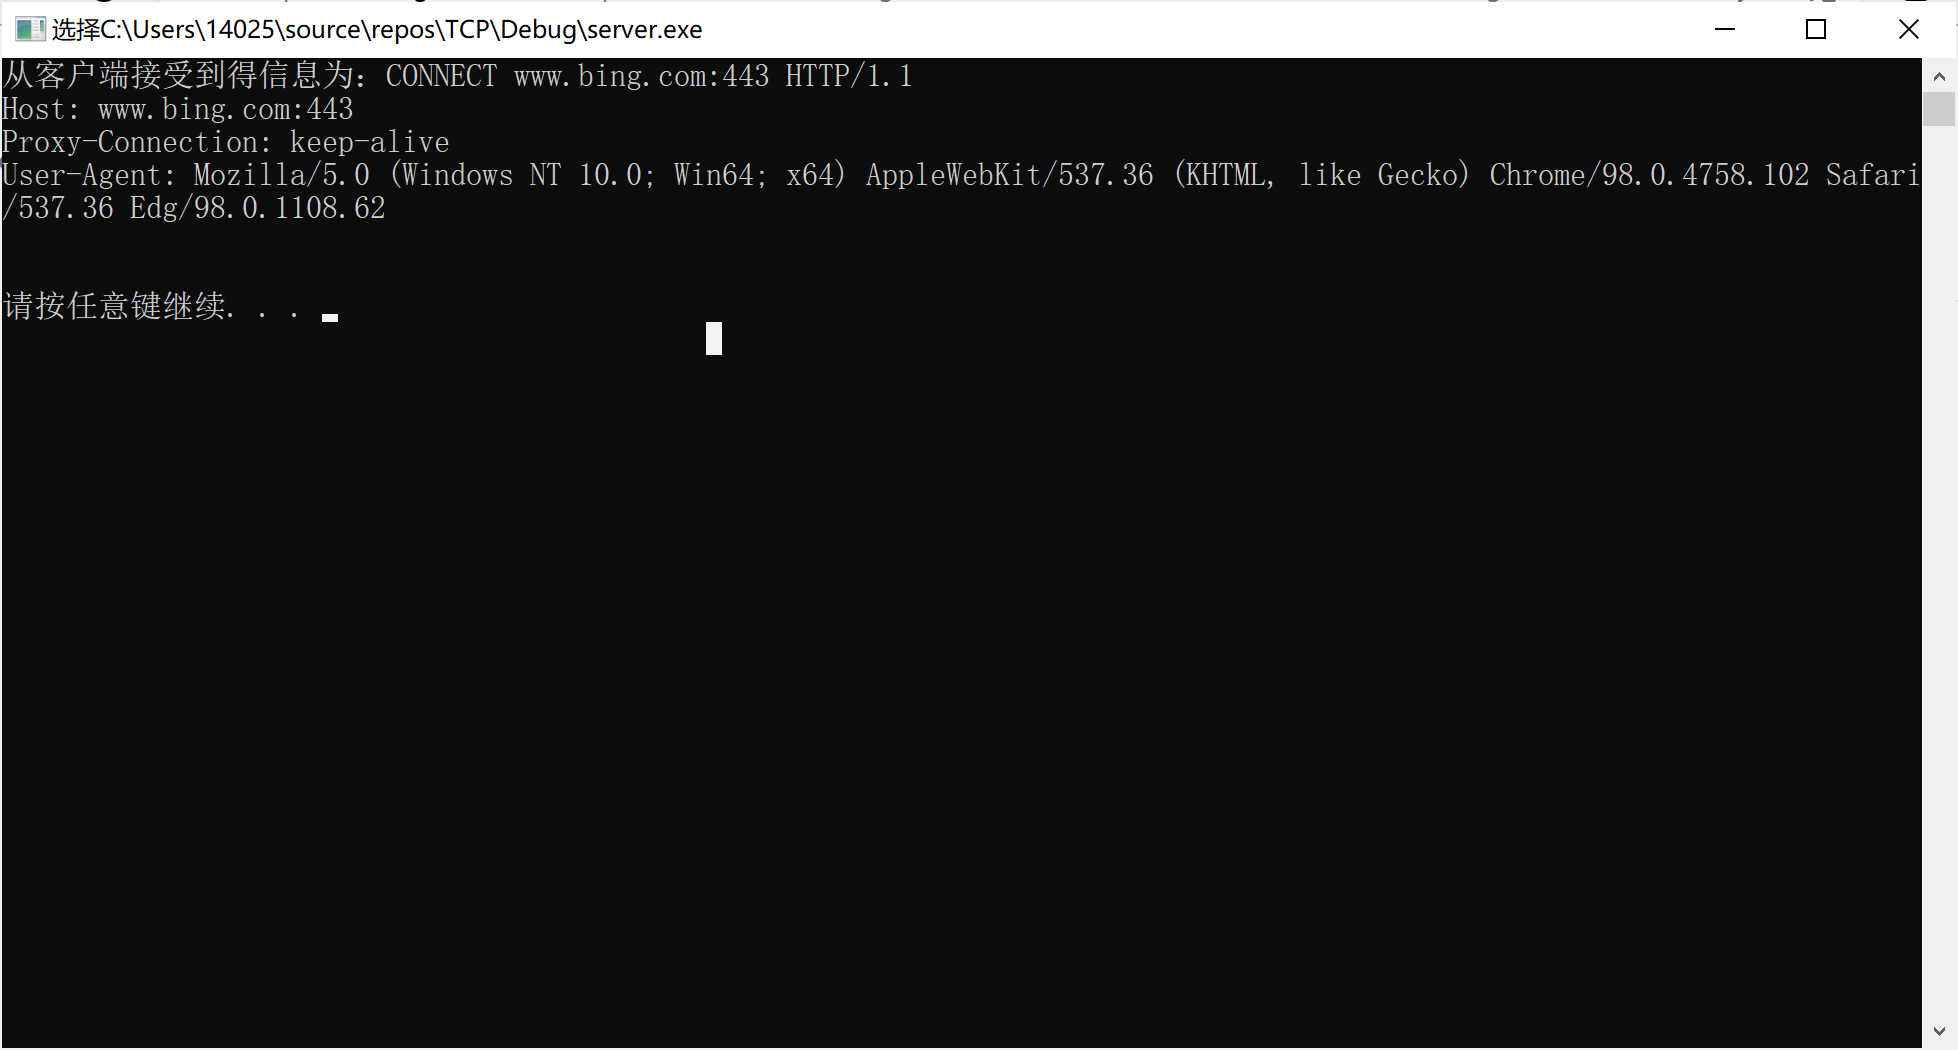 选择C:\Users\14025\source\repos\TCP\Debug\server.exe
从客户端接受到得信息为：CONNECT www.bing.com:443 HTTP/1.1
Host: www.bing.com:443
Proxy-Connection: keep-alive
User-Agent: Mozilla/5.0 (Windows NT 10.0; Win64; x64) AppleWebKit/537.36 (KHTML, like Gecko) Chrome/98.0.4758.102 Safari
/537.36 Edg/98.0.1108.62
请按任意键继续. . .